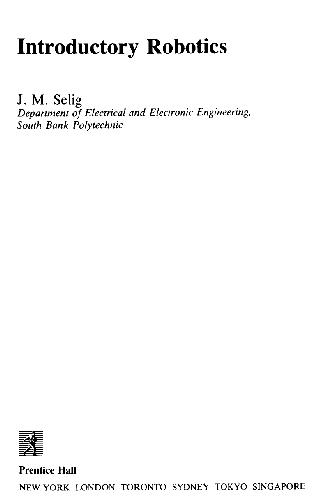 Introductory Robotics
J. M. Selig
Department of Electrical and Electronic Engineering,
South Bank Polytechnic
Prentice Hall
NEW YORK LONDON TORONTO SYDNEY TOKYO SINGAPORE